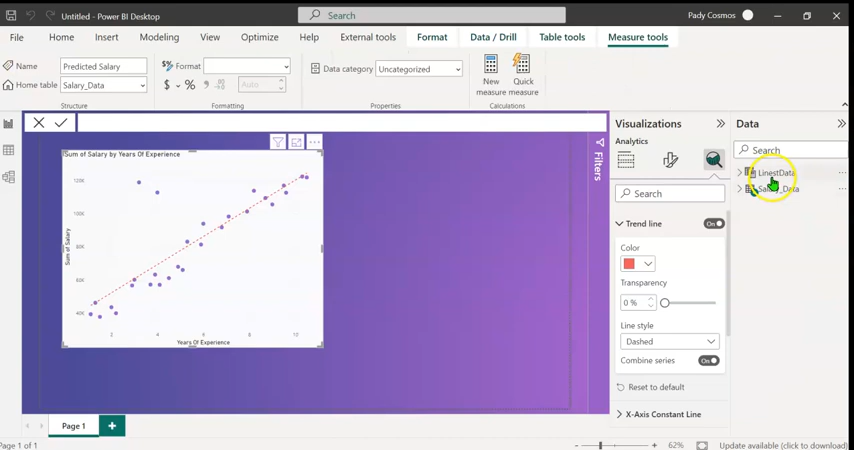 Untitled - Power BI Desktop
Search
Pady Cosmos
File
Home
Insert
Modeling
View
Optimize
Help
External tools
Format
Data / Drill
Table tools
Measure tools
Name
Predicted Salary
Home table
Salary_Data
Structure
Format
$
%
Auto
Formatting
Data category
Uncategorized
Properties
New measure
Quick measure
Calculations
Sum of Salary by Years Of Experience
120K
100K
80K
60K
40K
Sum of Salary
2
4
6
8
10
Years Of Experience
Filters
Visualizations
Analytics
Search
Trend line
On
Color
Transparency
0 %
Line style
Dashed
Combine series
On
Reset to default
X-Axis Constant Line
Data
Search
LinestData
Salary_Data
Page 1
Page 1 of 1
62%
Update available (click to download)